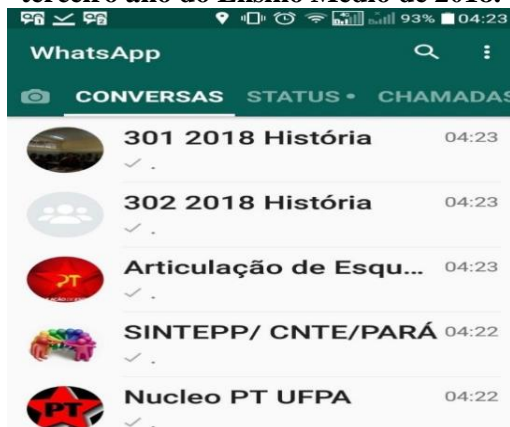 terceiro ano do Ensino Médio de 2018.
93% 04:23
WhatsApp
CONVERSAS STATUS • CHAMADAS
301 2018 História 04:23
.
302 2018 História 04:23
.
PT
Articulação de Esqu... 04:23
.
SINTEPP/ CNTE/PARÁ 04:22
.
PT
Nucleo PT UFPA 04:22
.